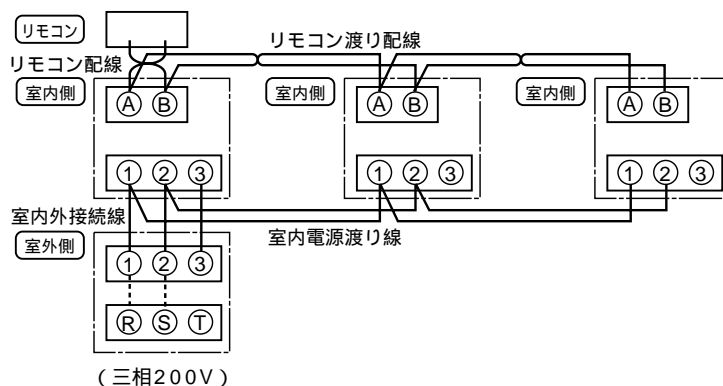 リモコン
リモコン渡り配線
リモコン配線
室内側
室内側
室内側
A B
A B
A B
1 2 3
1 2 3
1 2 3
室内外接続線
室内電源渡り線
室外側
1 2 3
R S T
(三相200V)